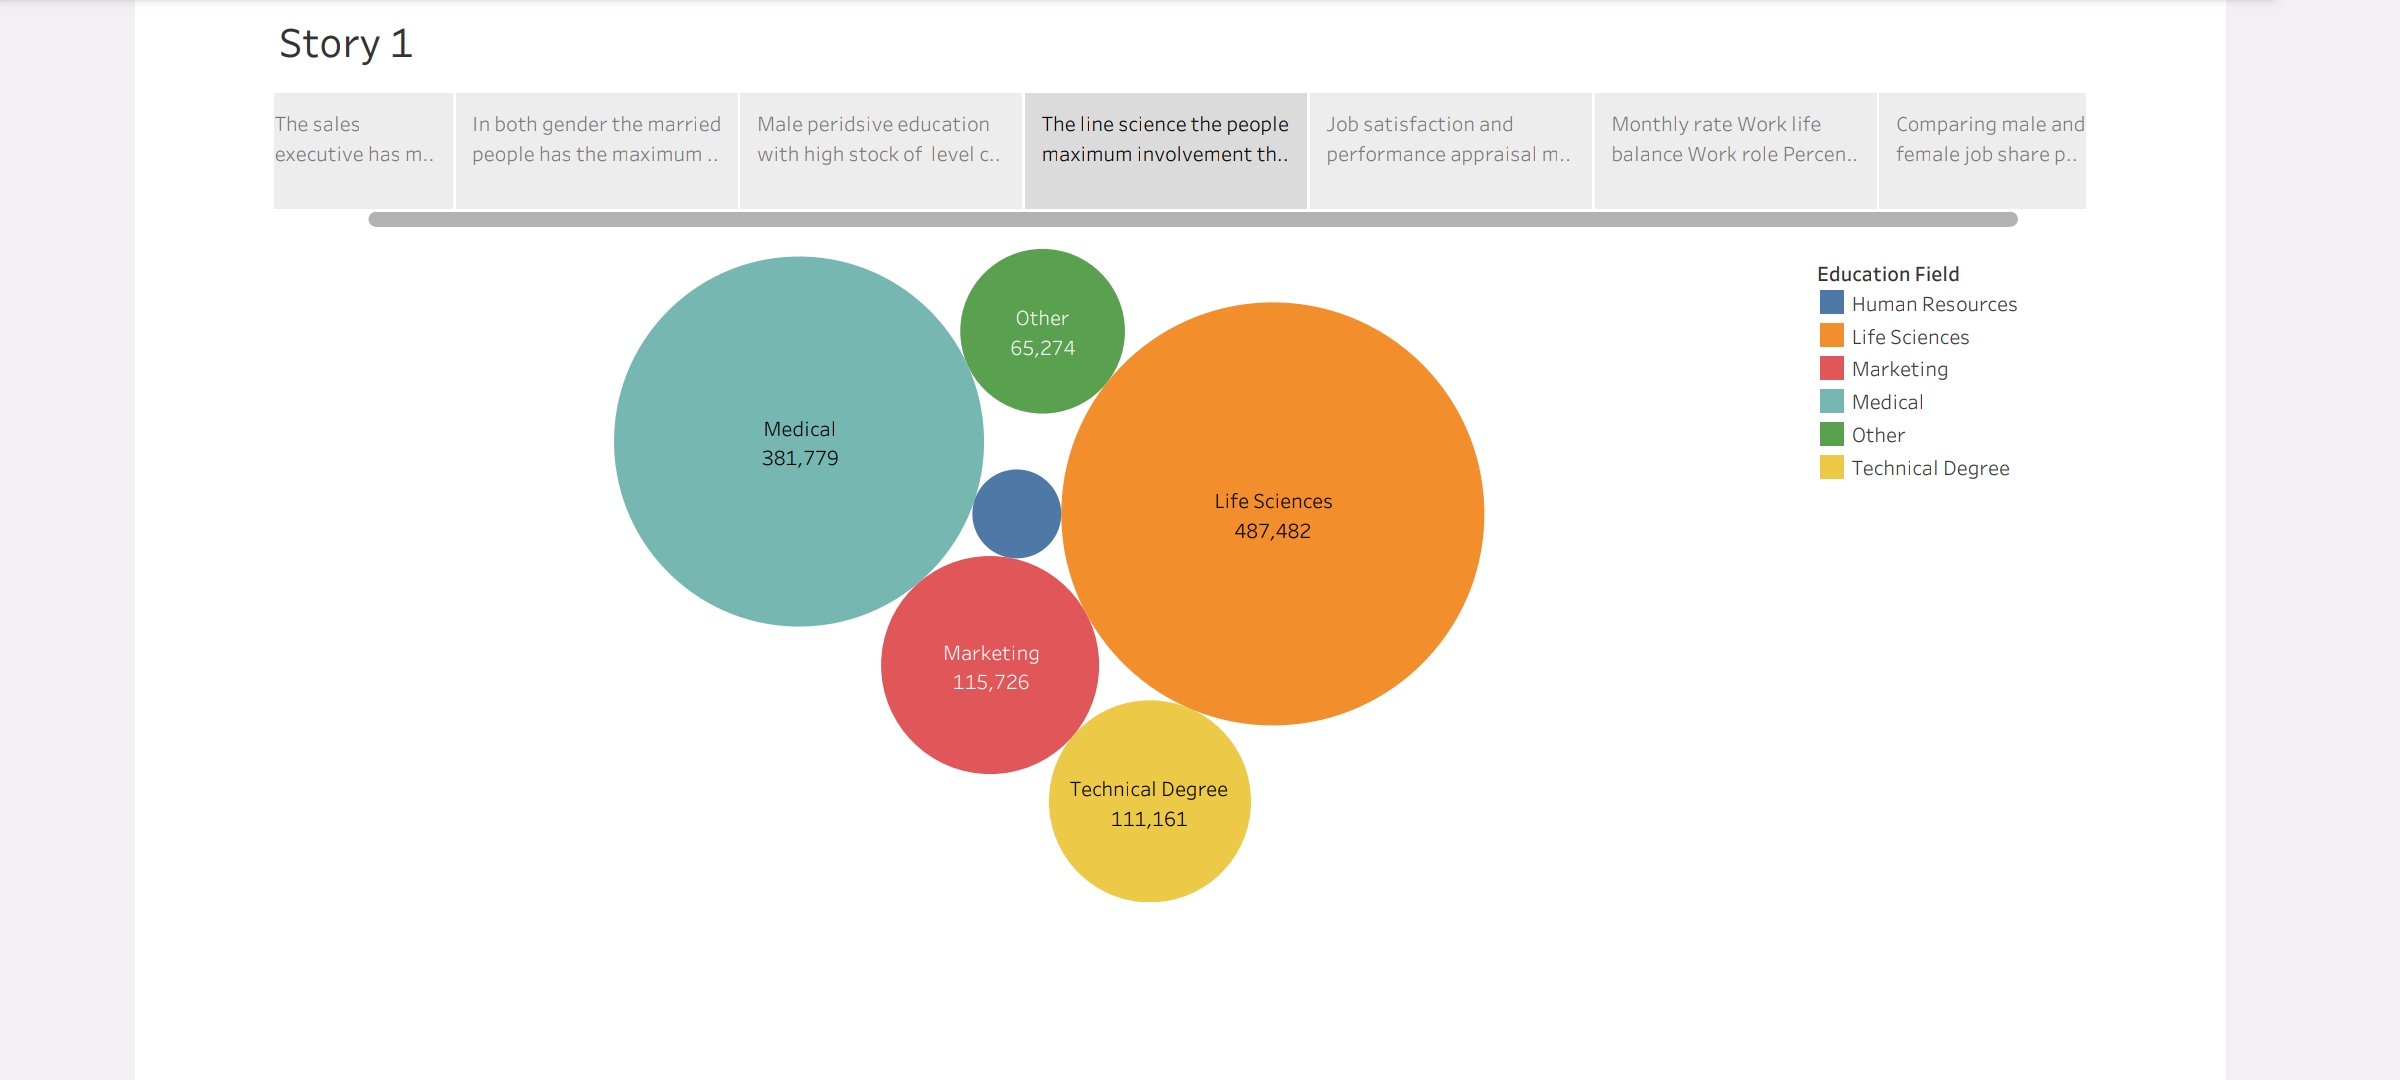 Story 1
The sales
executive has m..
In both gender the married
people has the maximum ..
Male peridsive education
with high stock of  level c..
The line science the people
maximum involvement th..
Job satisfaction and
performance appraisal m..
Monthly rate Work life
balance Work role Percen..
Comparing male and
female job share p..
Other
65,274
Medical
381,779
Life Sciences
487,482
Marketing
115,726
Technical Degree
111,161
Education Field
Human Resources
Life Sciences
Marketing
Medical
Other
Technical Degree